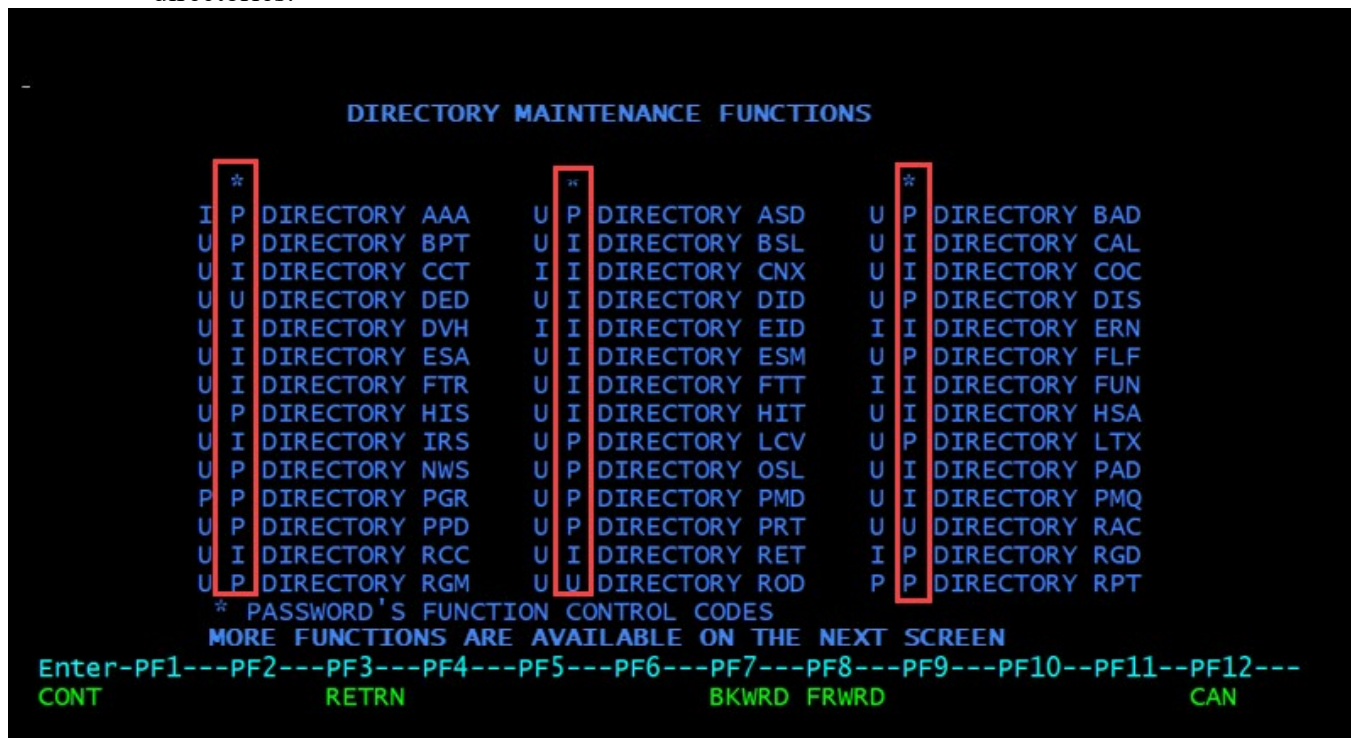 -
DIRECTORY MAINTENANCE FUNCTIONS
* * *
I P DIRECTORY AAA U P DIRECTORY ASD U P DIRECTORY BAD
U P DIRECTORY BPT U I DIRECTORY BSL U I DIRECTORY CAL
U I DIRECTORY CCT I I DIRECTORY CNX U I DIRECTORY COC
U U DIRECTORY DED U I DIRECTORY DID U P DIRECTORY DIS
U I DIRECTORY DVH I I DIRECTORY EID I I DIRECTORY ERN
U I DIRECTORY ESA U I DIRECTORY ESM U P DIRECTORY FLF
U I DIRECTORY FTR U I DIRECTORY FTT I I DIRECTORY FUN
U P DIRECTORY HIS U I DIRECTORY HIT U I DIRECTORY HSA
U I DIRECTORY IRS U P DIRECTORY LCV U P DIRECTORY LTX
U P DIRECTORY NWS U P DIRECTORY OSL U I DIRECTORY PAD
P P DIRECTORY PGR U P DIRECTORY PMD U I DIRECTORY PMQ
U P DIRECTORY PPD U P DIRECTORY PRT U U DIRECTORY RAC
U I DIRECTORY RCC U I DIRECTORY RET I P DIRECTORY RGD
U P DIRECTORY RGM U U DIRECTORY ROD P P DIRECTORY RPT
* PASSWORD'S FUNCTION CONTROL CODES
MORE FUNCTIONS ARE AVAILABLE ON THE NEXT SCREEN
Enter-PF1---PF2---PF3---PF4---PF5---PF6---PF7---PF8---PF9---PF10--PF11--PF12---
CONT RETRN BKWRD FRWRD CAN